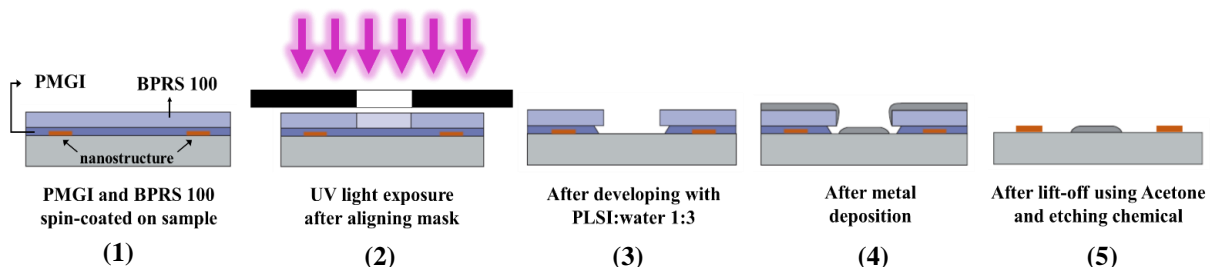 PMGI
BPRS 100
nanostructure
PMGI and BPRS 100
spin-coated on sample
(1)
UV light exposure
after aligning mask
(2)
After developing with
PLSI:water 1:3
(3)
After metal
deposition
(4)
After lift-off using Acetone
and etching chemical
(5)